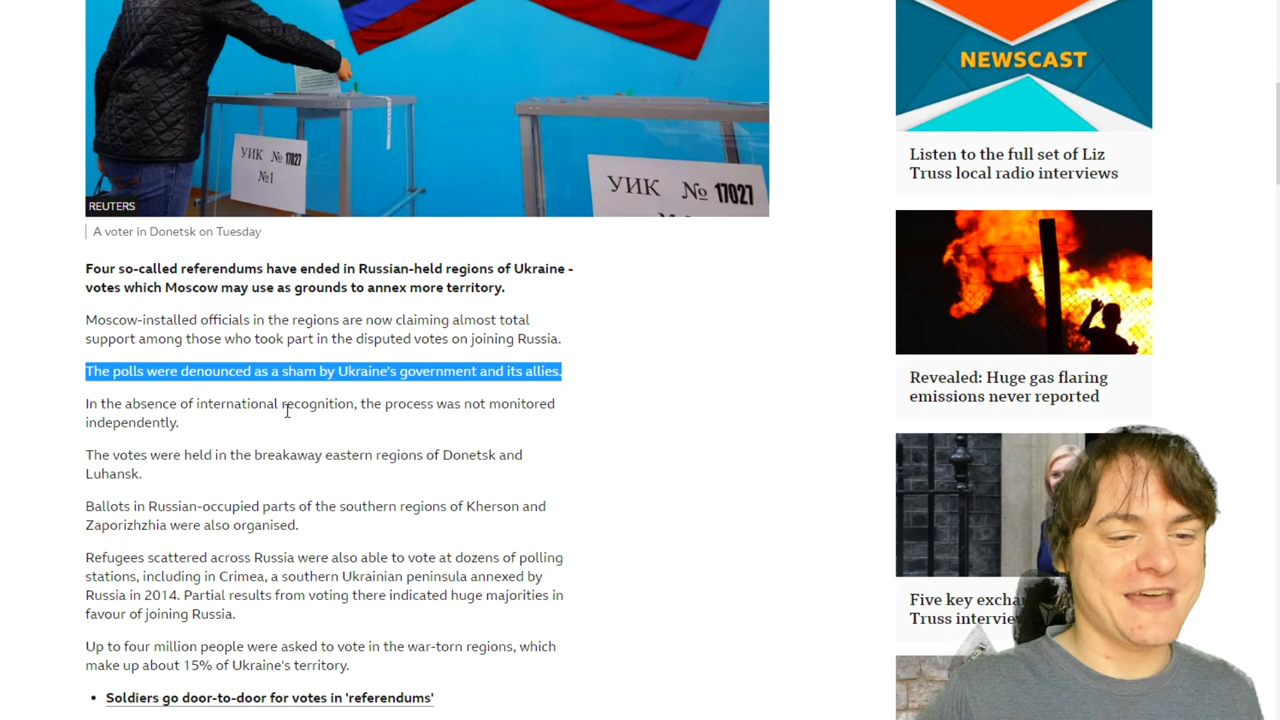 УИК № 17027
№1
УИК № 17027
REUTERS
A voter in Donetsk on Tuesday
Four so-called referendums have ended in Russian-held regions of Ukraine -
votes which Moscow may use as grounds to annex more territory.
Moscow-installed officials in the regions are now claiming almost total
support among those who took part in the disputed votes on joining Russia.
The polls were denounced as a sham by Ukraine's government and its allies.
In the absence of international recognition, the process was not monitored
independently.
The votes were held in the breakaway eastern regions of Donetsk and
Luhansk.
Ballots in Russian-occupied parts of the southern regions of Kherson and
Zaporizhzhia were also organised.
Refugees scattered across Russia were also able to vote at dozens of polling
stations, including in Crimea, a southern Ukrainian peninsula annexed by
Russia in 2014. Partial results from voting there indicated huge majorities in
favour of joining Russia.
Up to four million people were asked to vote in the war-torn regions, which
make up about 15% of Ukraine's territory.
• Soldiers go door-to-door for votes in 'referendums'
NEWSCAST
Listen to the full set of Liz
Truss local radio interviews
Revealed: Huge gas flaring
emissions never reported
Five key
Truss